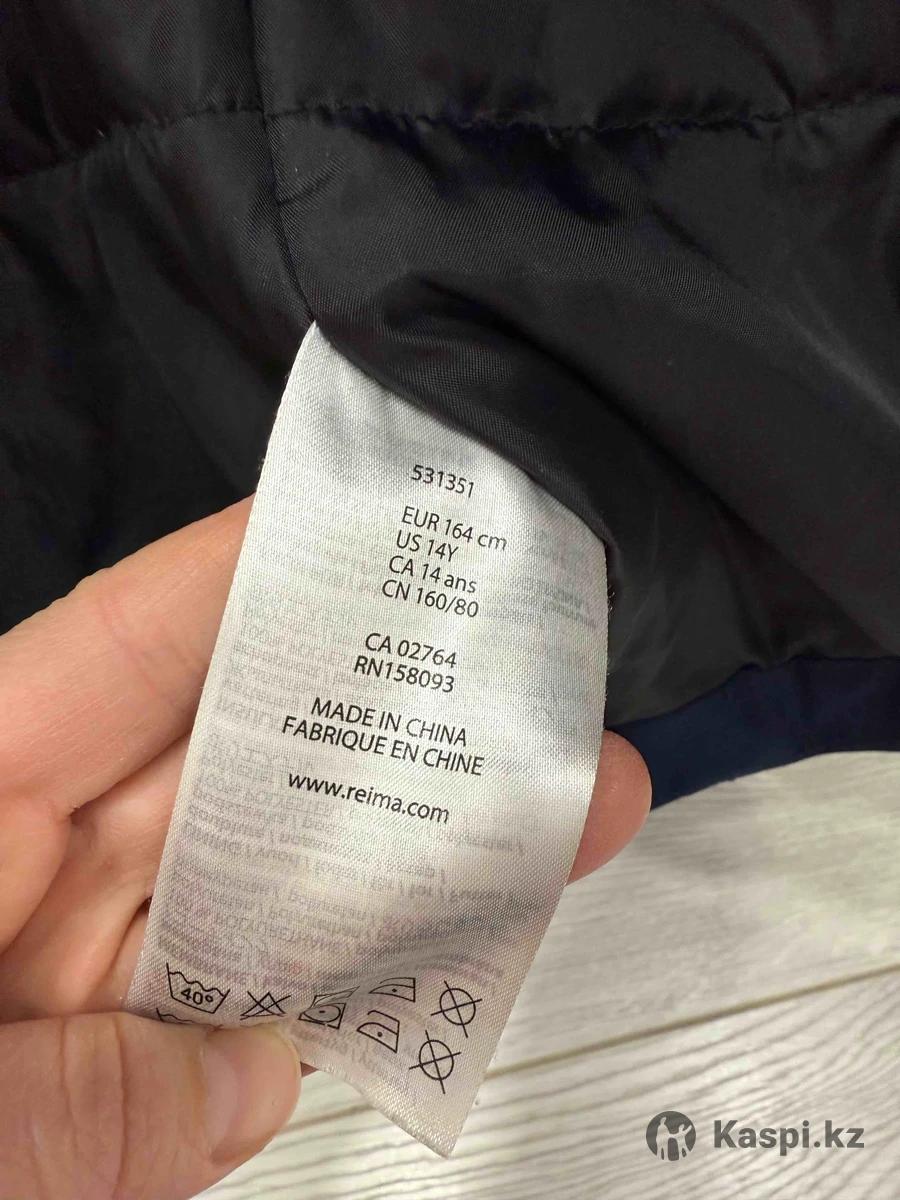 531351
EUR 164 cm
US 14Y
CA 14 ans
CN 160/80
CA 02764
RN158093
MADE IN CHINA
FABRIQUE EN CHINE
www.reima.com
40°
Kaspi.kz